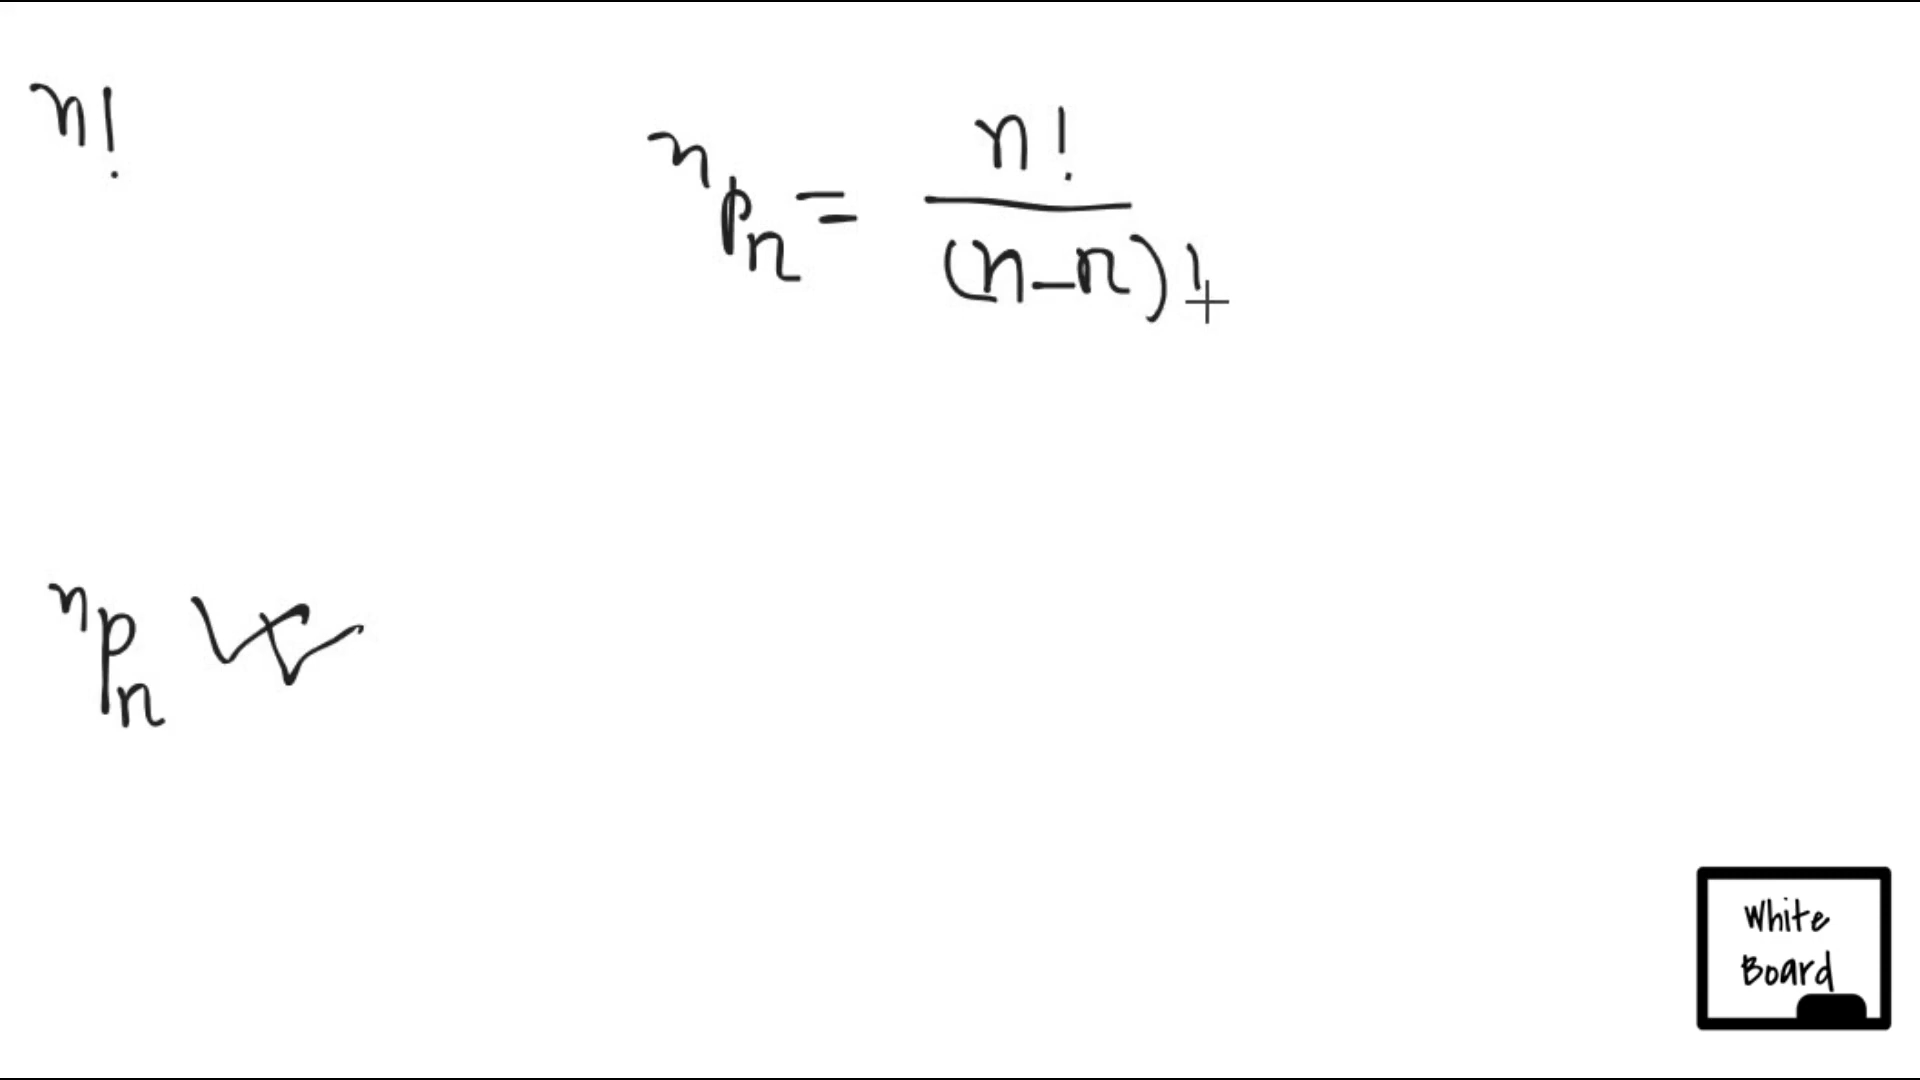 n!
ⁿPᵣ = n! / (n-r)!
ⁿPᵣ
White
Board